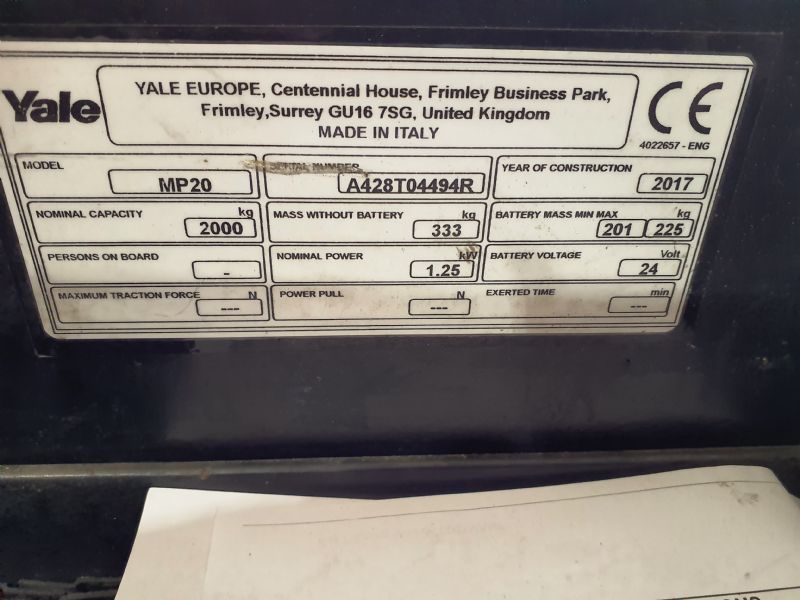 Yale
YALE EUROPE, Centennial House, Frimley Business Park,
Frimley,Surrey GU16 7SG, United Kingdom
MADE IN ITALY
CE
4022657 - ENG
MODEL MP20
SERIAL NUMBER A428T04494R
YEAR OF CONSTRUCTION 2017
NOMINAL CAPACITY kg 2000
MASS WITHOUT BATTERY kg 333
BATTERY MASS MIN MAX kg 201 225
PERSONS ON BOARD -
NOMINAL POWER kW 1.25
BATTERY VOLTAGE Volt 24
MAXIMUM TRACTION FORCE N ---
POWER PULL N ---
EXERTED TIME min ---